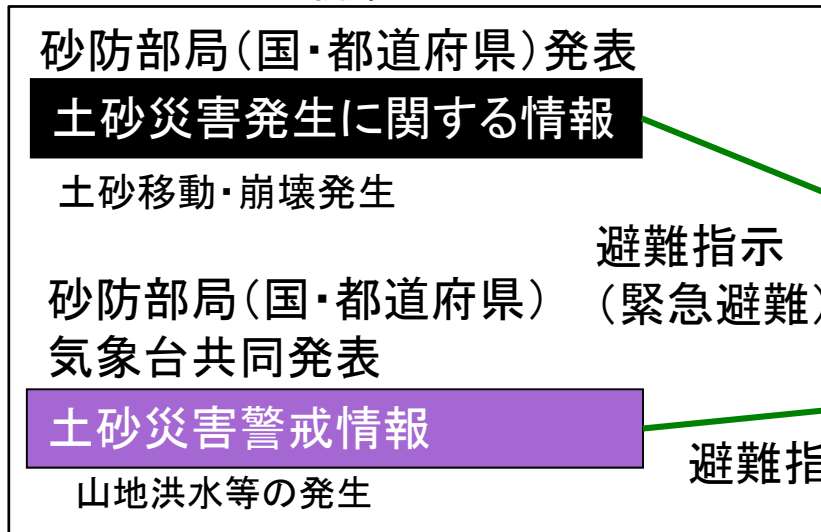 砂防部局(国・都道府県)発表
土砂災害発生に関する情報
土砂移動・崩壊発生
避難指示
(緊急避難)
砂防部局(国・都道府県)
気象台共同発表
土砂災害警戒情報
避難指
山地洪水等の発生